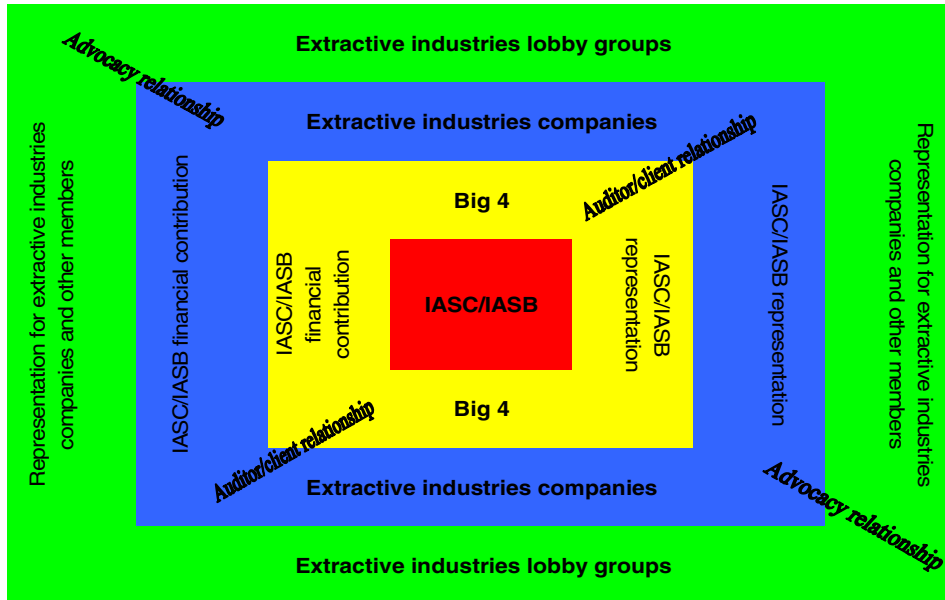 Extractive industries lobby groups
Advocacy relationship
Extractive industries companies
Auditor/client relationship
Representation for extractive industries
companies and other members
IASC/IASB financial contribution
Big 4
IASC/IASB
financial
contribution
IASC/IASB
IASC/IASB
representation
IASC/IASB representation
Representation for extractive industries
companies and other members
Big 4
Auditor/client relationship
Extractive industries companies
Advocacy relationship
Extractive industries lobby groups